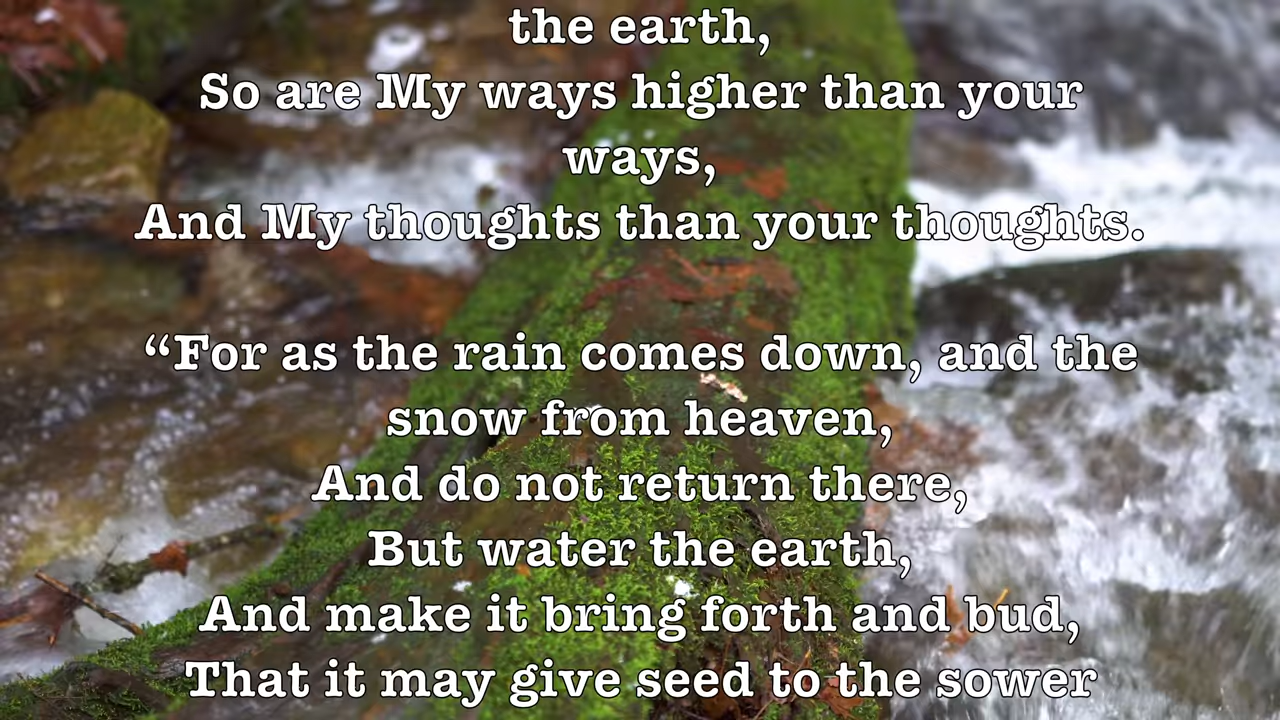 the earth,
So are My ways higher than your
ways,
And My thoughts than your thoughts.
“For as the rain comes down, and the
snow from heaven,
And do not return there,
But water the earth,
And make it bring forth and bud,
That it may give seed to the sower